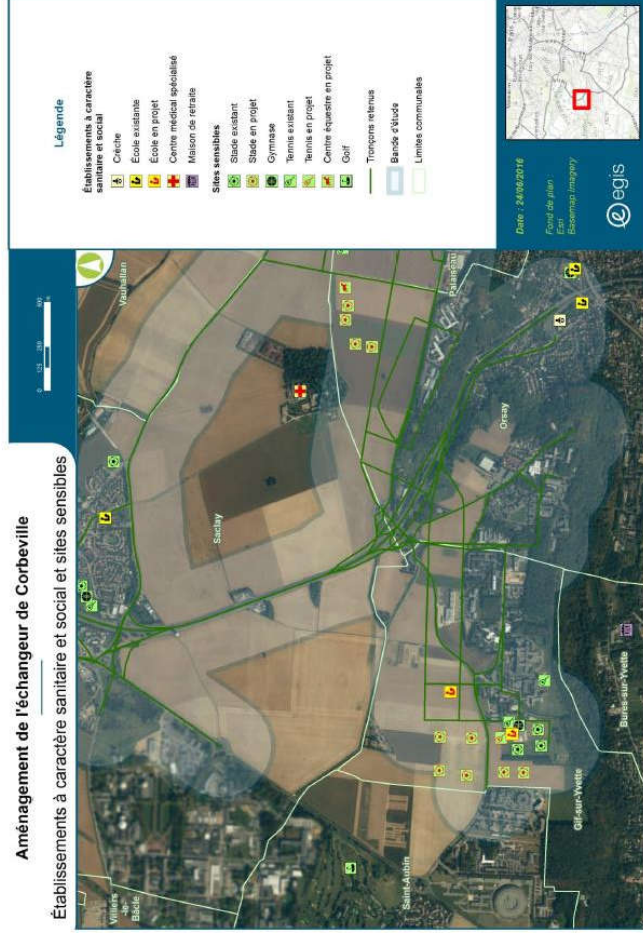 Aménagement de l'échangeur de Corbeville
Établissements à caractère sanitaire et social et sites sensibles
0 125 250 500
m
Villiers
-le-
Bâcle
Vauhallan
Saclay
Saint-Aubin
Palaiseau
Orsay
Gif-sur-Yvette
Bures-sur-Yvette
Légende
Établissements à caractère
sanitaire et social
Crèche
École existante
École en projet
Centre médical spécialisé
Maison de retraite
Sites sensibles
Stade existant
Stade en projet
Gymnase
Tennis existant
Tennis en projet
Centre équestre en projet
Golf
Tronçons retenus
Bande d'étude
Limites communales
Date : 24/06/2016
Fond de plan :
Esri
Basemap Imagery
egis